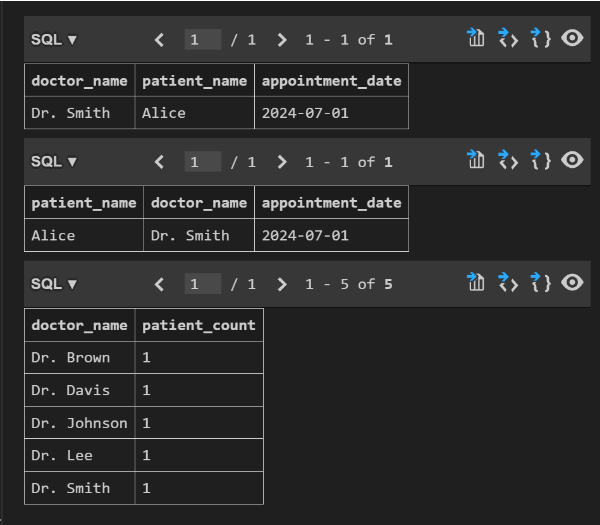 SQL ▼ < 1 / 1 > 1 - 1 of 1
doctor_name patient_name appointment_date
Dr. Smith Alice 2024-07-01
SQL ▼ < 1 / 1 > 1 - 1 of 1
patient_name doctor_name appointment_date
Alice Dr. Smith 2024-07-01
SQL ▼ < 1 / 1 > 1 - 5 of 5
doctor_name patient_count
Dr. Brown 1
Dr. Davis 1
Dr. Johnson 1
Dr. Lee 1
Dr. Smith 1